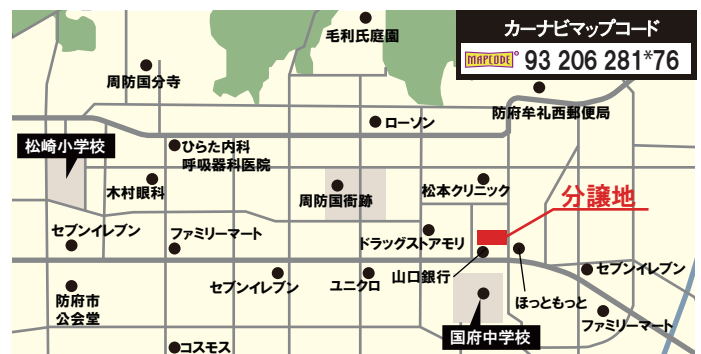 カーナビマップコード
MAPCODE® 93 206 281*76
毛利氏庭園
周防国分寺
防府牟礼西郵便局
ローソン
松崎小学校
ひらた内科
呼吸器科医院
木村眼科
周防国衙跡
松本クリニック
分譲地
セブンイレブン
ファミリーマート
ドラッグストアモリ
山口銀行
セブンイレブン
ユニクロ
セブンイレブン
防府市
公会堂
ほっともっと
ファミリーマート
国府中学校
コスモス